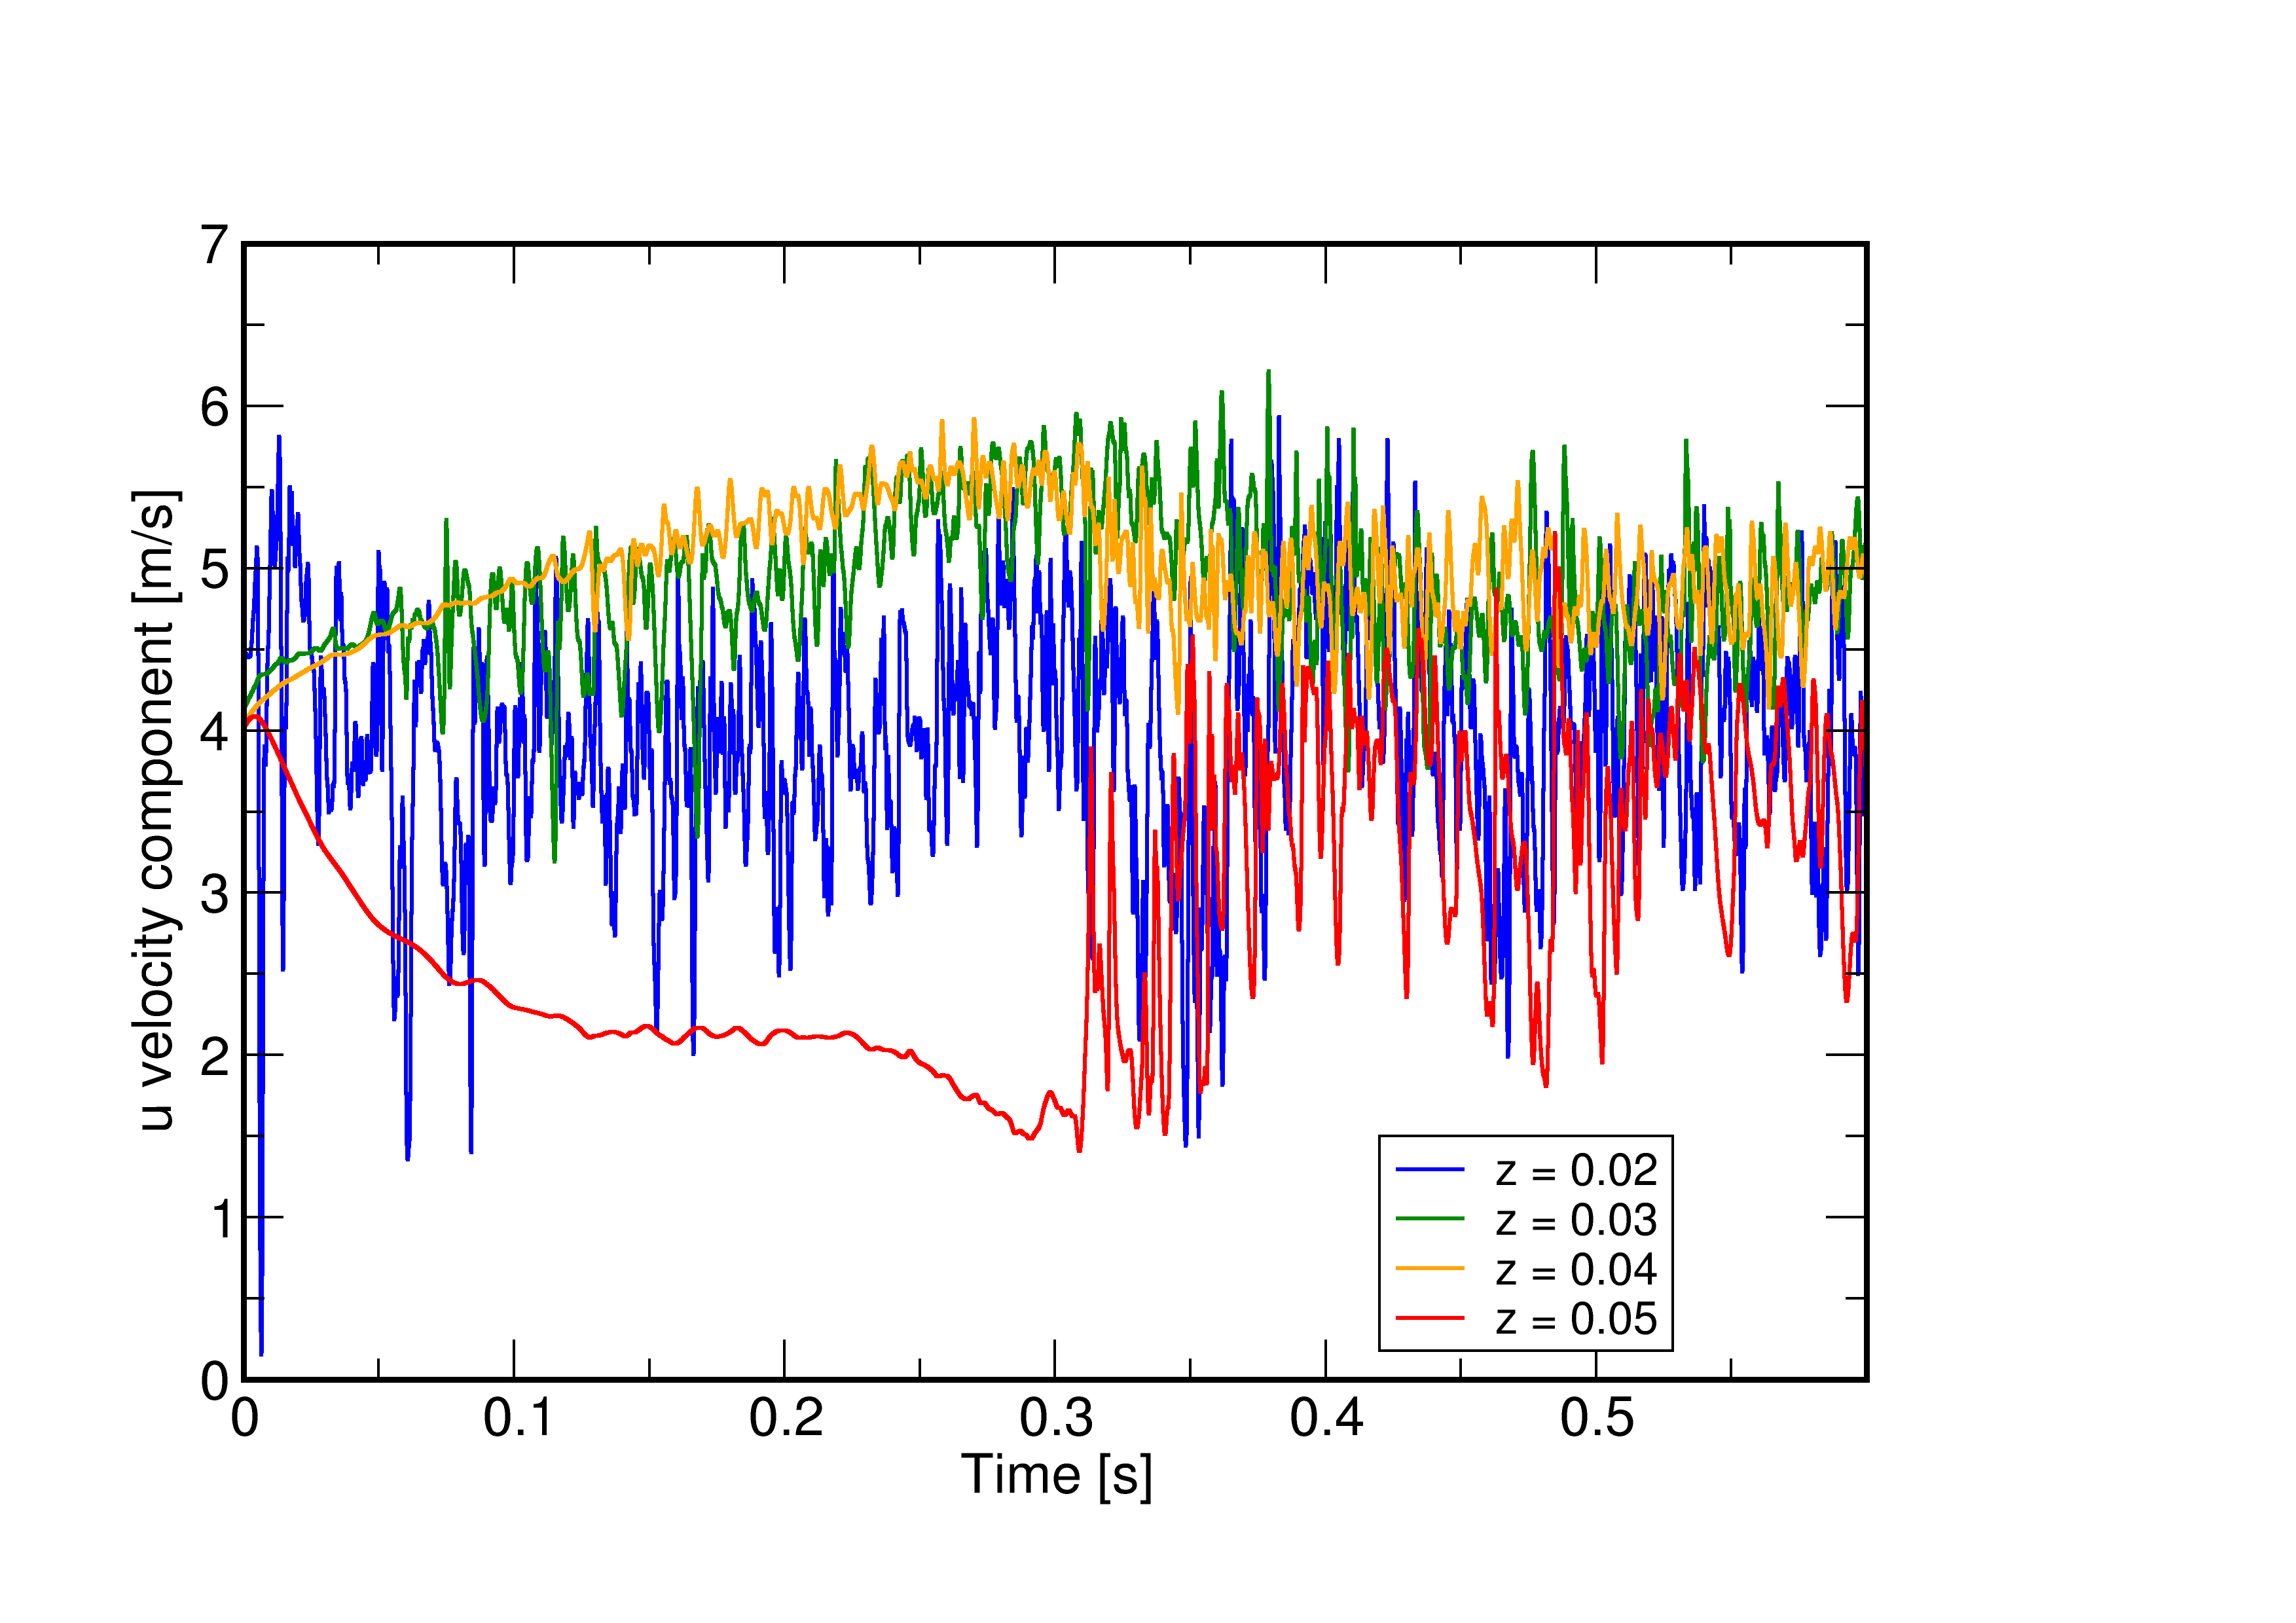 7
6
5
4
3
2
1
0
u velocity component [m/s]
0 0.1 0.2 0.3 0.4 0.5
Time [s]
z = 0.02
z = 0.03
z = 0.04
z = 0.05